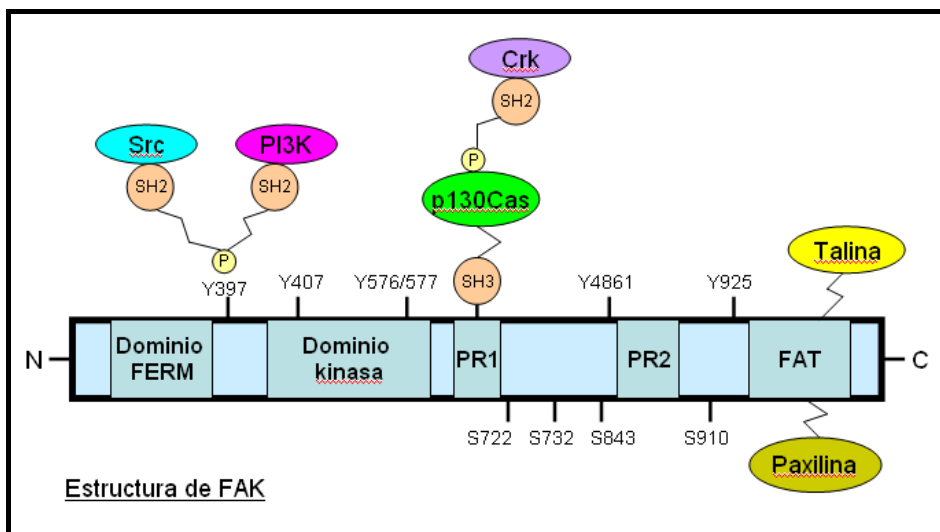 Crk
SH2
Src
PI3K
SH2
SH2
P
p130Cas
P
SH3
Talina
Y397
Y407
Y576/577
Y4861
Y925
N
Dominio
FERM
Dominio
kinasa
PR1
PR2
FAT
C
S722
S732
S843
S910
Paxilina
Estructura de FAK